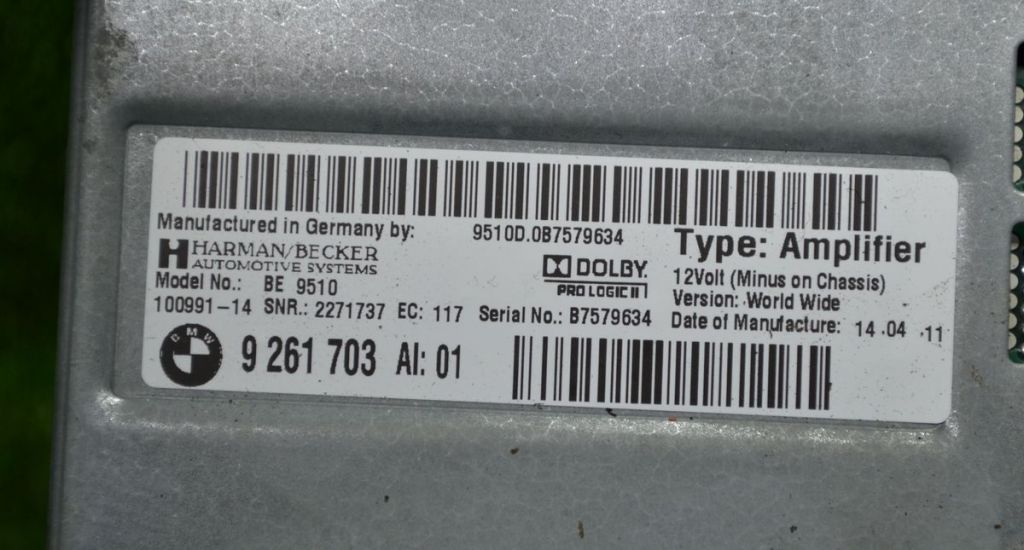 Manufactured in Germany by: 9510D.0B7579634 Type: Amplifier
HARMAN/BECKER
AUTOMOTIVE SYSTEMS
DOLBY
PRO LOGIC II
12Volt (Minus on Chassis)
Model No.: BE 9510
Version: World Wide
100991-14 SNR.: 2271737 EC: 117 Serial No.: B7579634 Date of Manufacture: 14 04 11
BMW 9 261 703 AI: 01